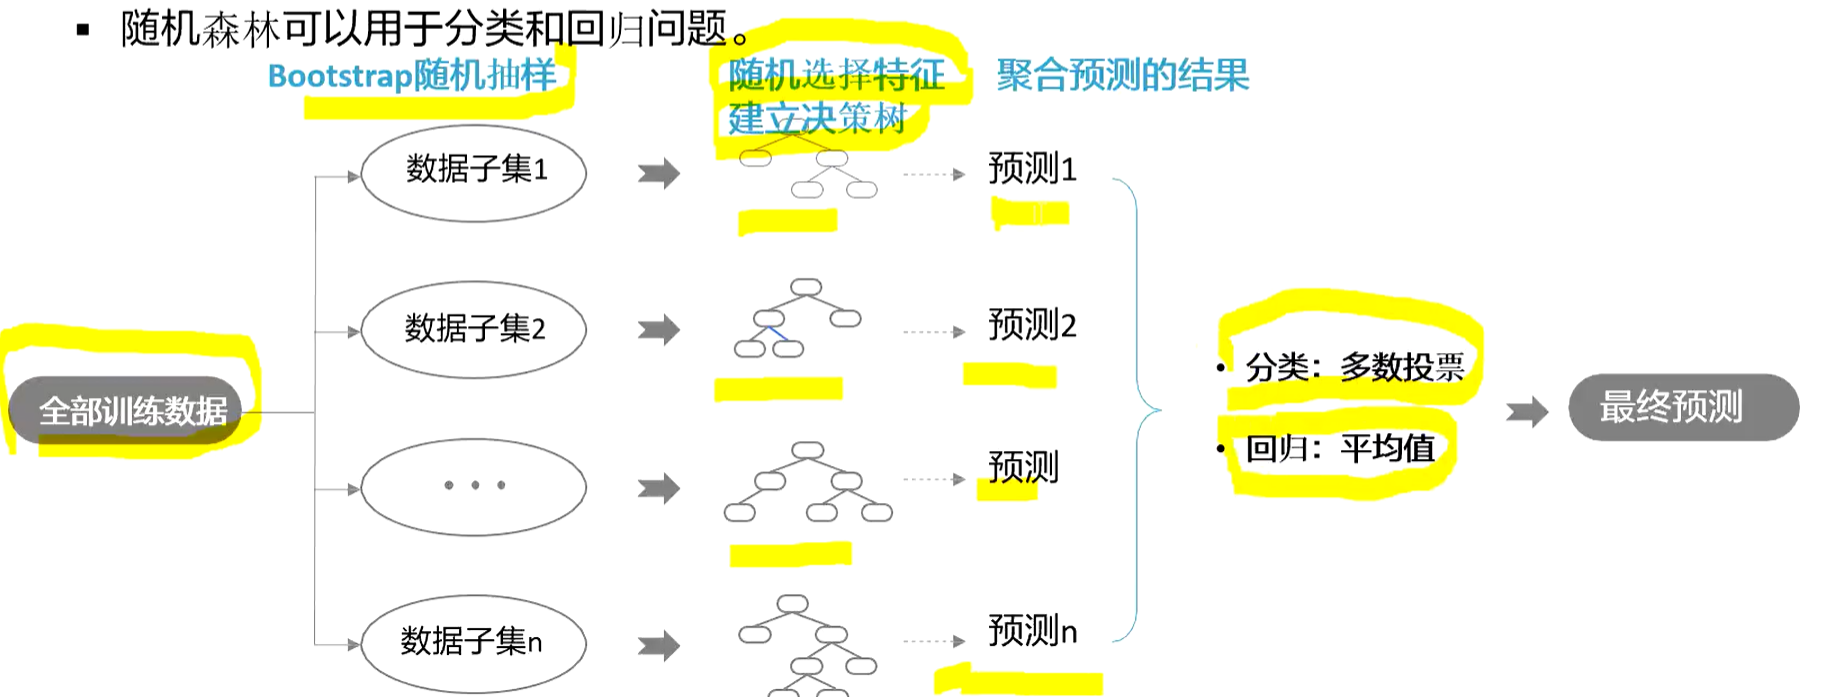 ▪ 随机森林可以用于分类和回归问题。
Bootstrap随机抽样
随机选择特征
建立决策树
聚合预测的结果
数据子集1
预测1
数据子集2
预测2
全部训练数据
• • •
预测
数据子集n
预测n
• 分类：多数投票
• 回归：平均值
最终预测